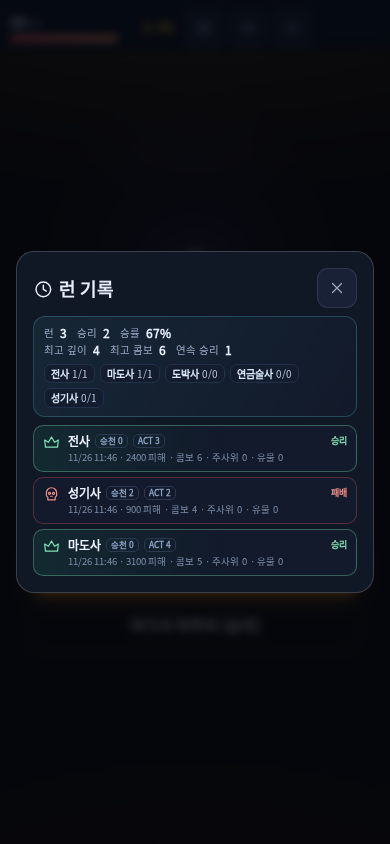 런 기록
런 3 승리 2 승률 67%
최고 깊이 4 최고 콤보 6 연속 승리 1
전사 1/1 마도사 1/1 도박사 0/0 연금술사 0/0
성기사 0/1
전사 승천 0 ACT 3 승리
11/26 11:46 · 2400 피해 · 콤보 6 · 주사위 0 · 유물 0
성기사 승천 2 ACT 2 패배
11/26 11:46 · 900 피해 · 콤보 4 · 주사위 0 · 유물 0
마도사 승천 0 ACT 4 승리
11/26 11:46 · 3100 피해 · 콤보 5 · 주사위 0 · 유물 0